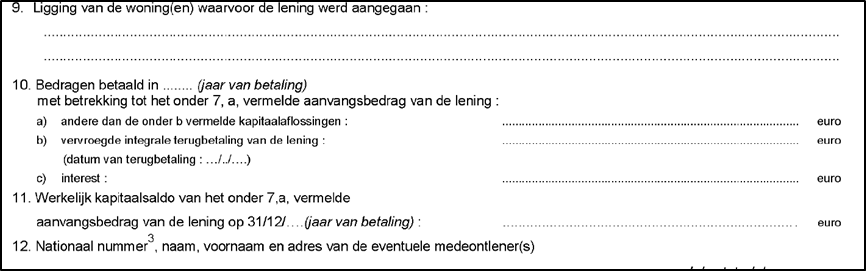 9. Ligging van de woning(en) waarvoor de lening werd aangegaan :
10. Bedragen betaald in ........ (jaar van betaling)
met betrekking tot het onder 7, a, vermelde aanvangsbedrag van de lening :
a) andere dan de onder b vermelde kapitaalaflossingen : ........ euro
b) vervroegde integrale terugbetaling van de lening : ........ euro
(datum van terugbetaling : .../../....)
c) interest : ........ euro
11. Werkelijk kapitaalsaldo van het onder 7,a, vermelde
aanvangsbedrag van de lening op 31/12/....(jaar van betaling) : ........ euro
12. Nationaal nummer3, naam, voornaam en adres van de eventuele medeontlener(s)